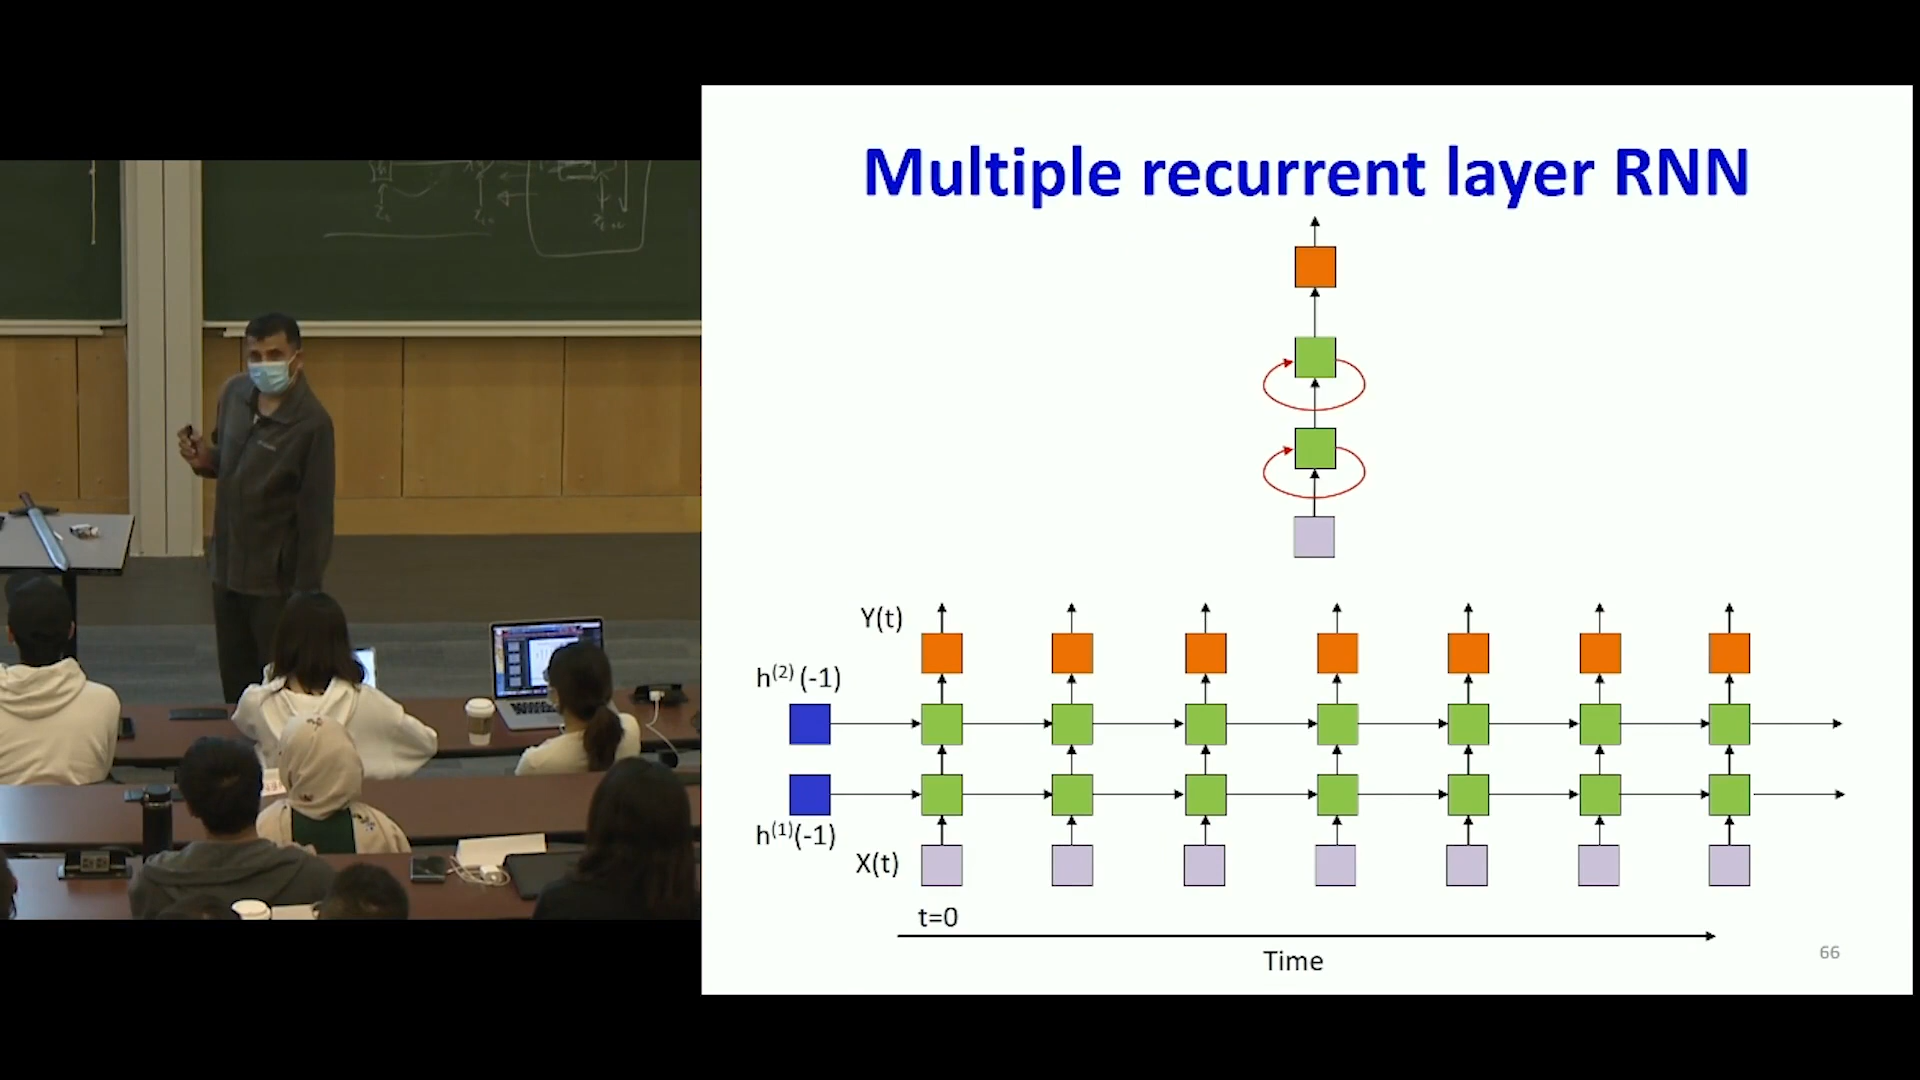 Multiple recurrent layer RNN
Y(t)
h⁽²⁾ (-1)
h⁽¹⁾(-1)
X(t)
t=0
Time
66